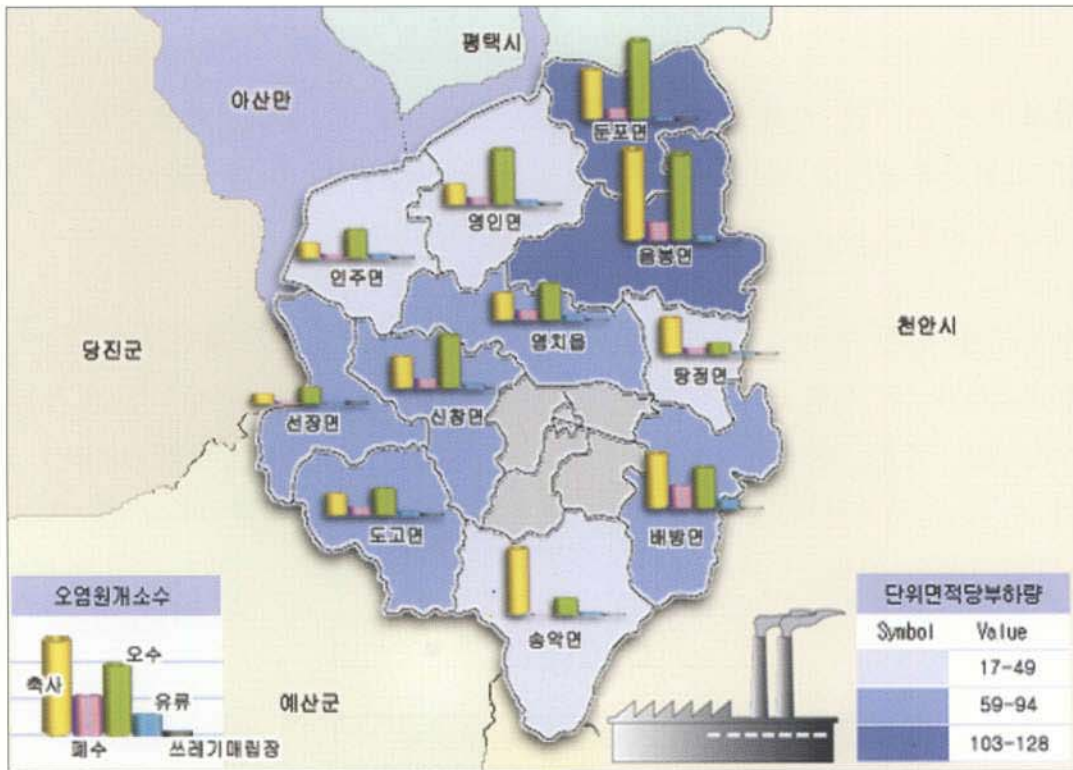 평택시
아산만
둔포면
영인면
음봉면
인주면
염치읍
천안시
당진군
탕정면
신창면
선장면
도고면
배방면
송악면
예산군
오염원개소수
축사
폐수
오수
유류
쓰레기매립장
단위면적당부하량
Symbol Value
17-49
59-94
103-128